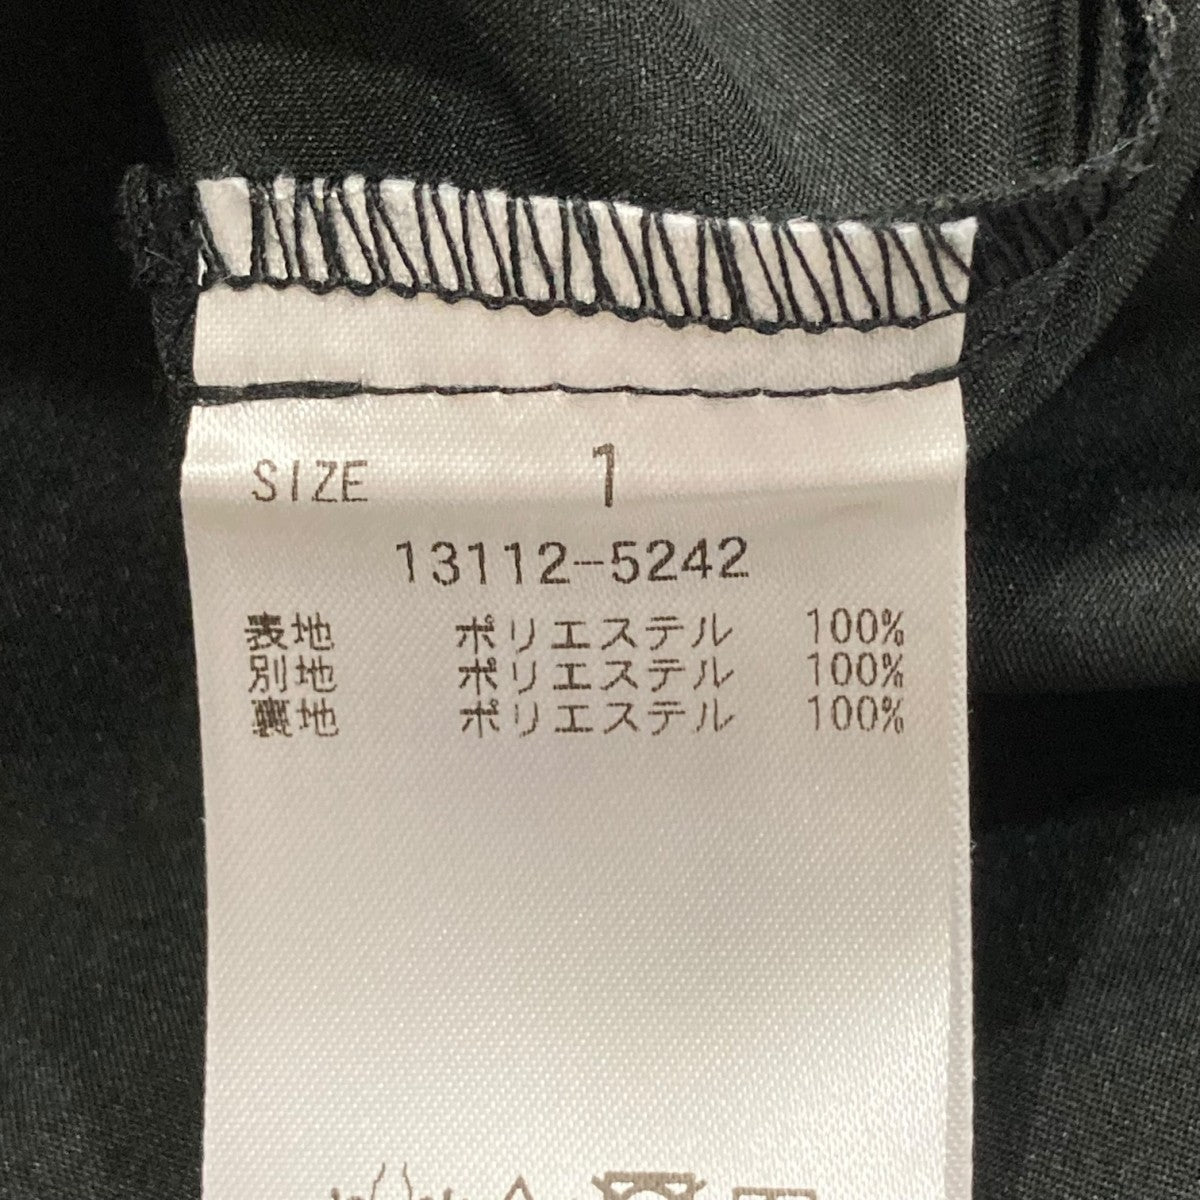 SIZE 1
13112-5242
表地 ポリエステル 100%
別地 ポリエステル 100%
裏地 ポリエステル 100%